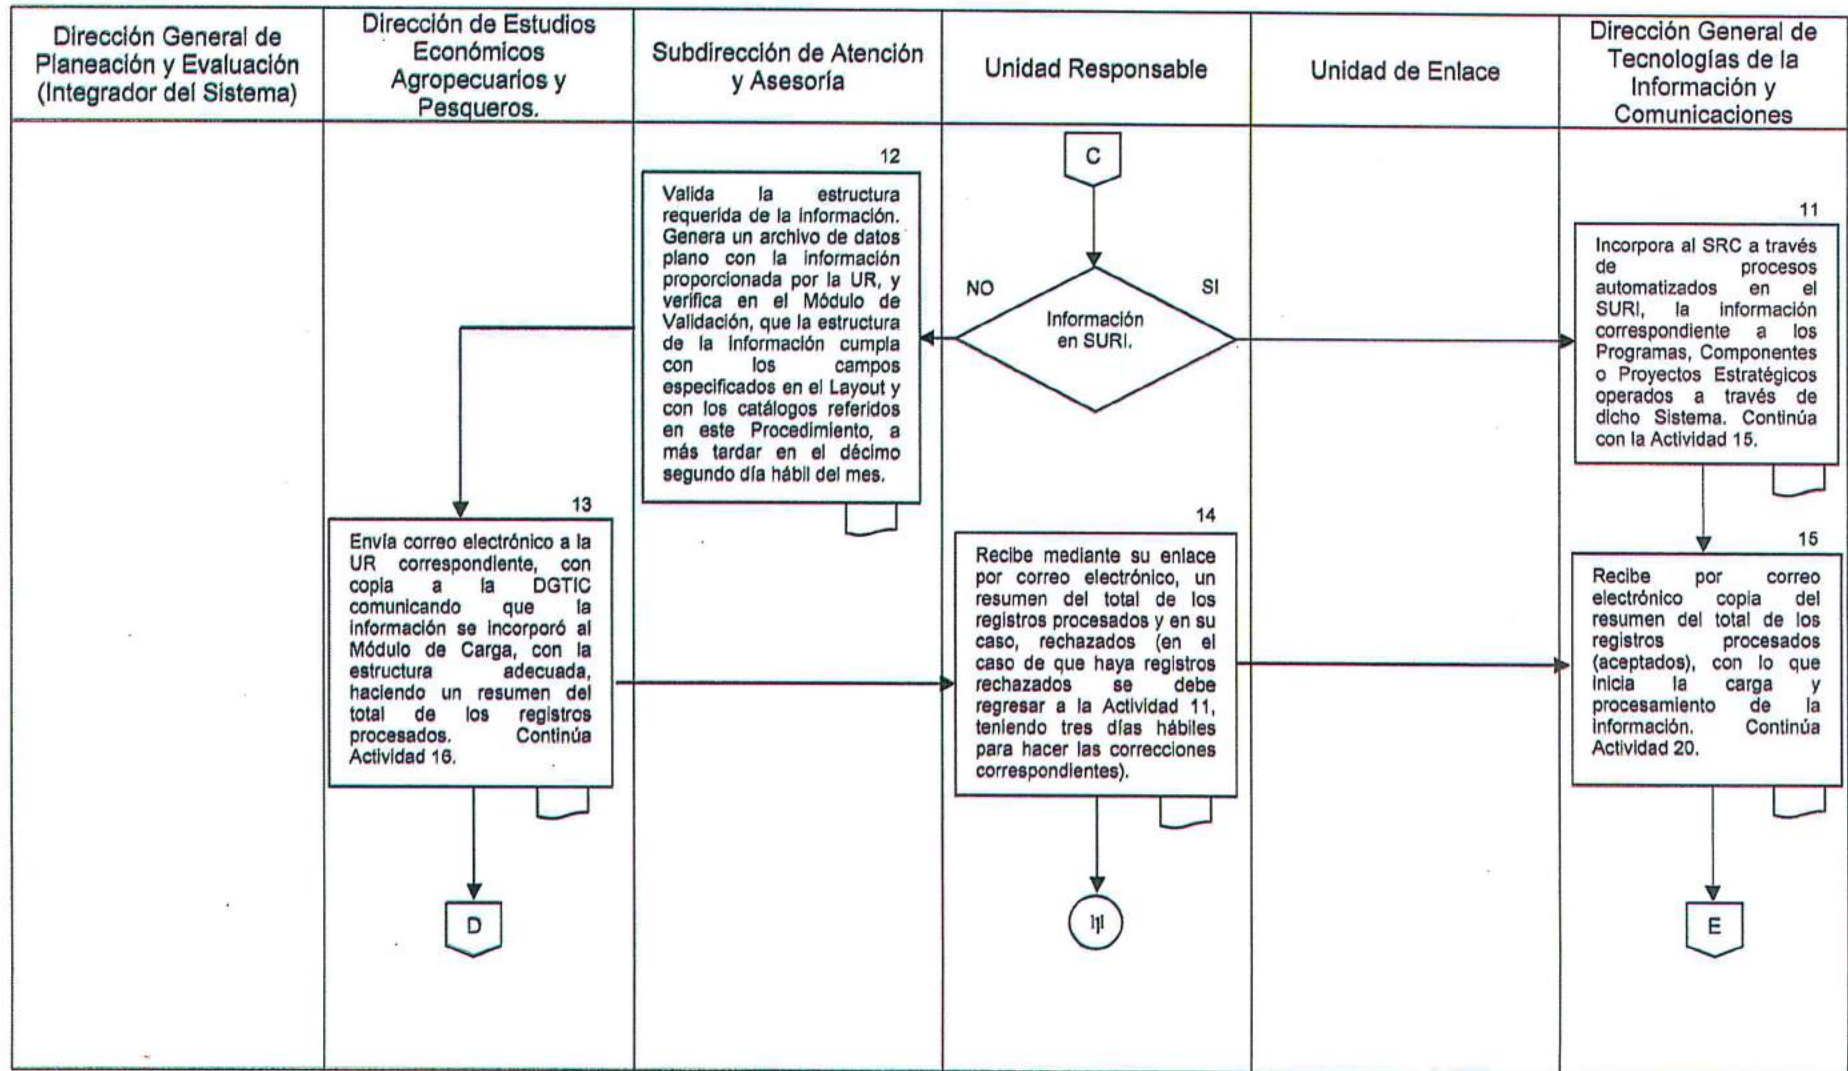 Dirección General de
Planeación y Evaluación
(Integrador del Sistema)
Dirección de Estudios
Económicos
Agropecuarios y
Pesqueros.
Subdirección de Atención
y Asesoría
Unidad Responsable
Unidad de Enlace
Dirección General de
Tecnologías de la
Información y
Comunicaciones
C
NO
SI
Información
en SURI.
11
Incorpora al SRC a través
de procesos
automatizados en el
SURI, la información
correspondiente a los
Programas, Componentes
o Proyectos Estratégicos
operados a través de
dicho Sistema. Continúa
con la Actividad 15.
12
Valida la estructura
requerida de la información.
Genera un archivo de datos
plano con la información
proporcionada por la UR, y
verifica en el Módulo de
Validación, que la estructura
de la información cumpla
con los campos
especificados en el Layout y
con los catálogos referidos
en este Procedimiento, a
más tardar en el décimo
segundo día hábil del mes.
13
Envía correo electrónico a la
UR correspondiente, con
copia a la DGTIC
comunicando que la
información se incorporó al
Módulo de Carga, con la
estructura adecuada,
haciendo un resumen del
total de los registros
procesados. Continúa
Actividad 16.
14
Recibe mediante su enlace
por correo electrónico, un
resumen del total de los
registros procesados y en su
caso, rechazados (en el
caso de que haya registros
rechazados se debe
regresar a la Actividad 11,
teniendo tres días hábiles
para hacer las correcciones
correspondientes).
15
Recibe por correo
electrónico copia del
resumen del total de los
registros procesados
(aceptados), con lo que
inicia la carga y
procesamiento de la
información. Continúa
Actividad 20.
D
E